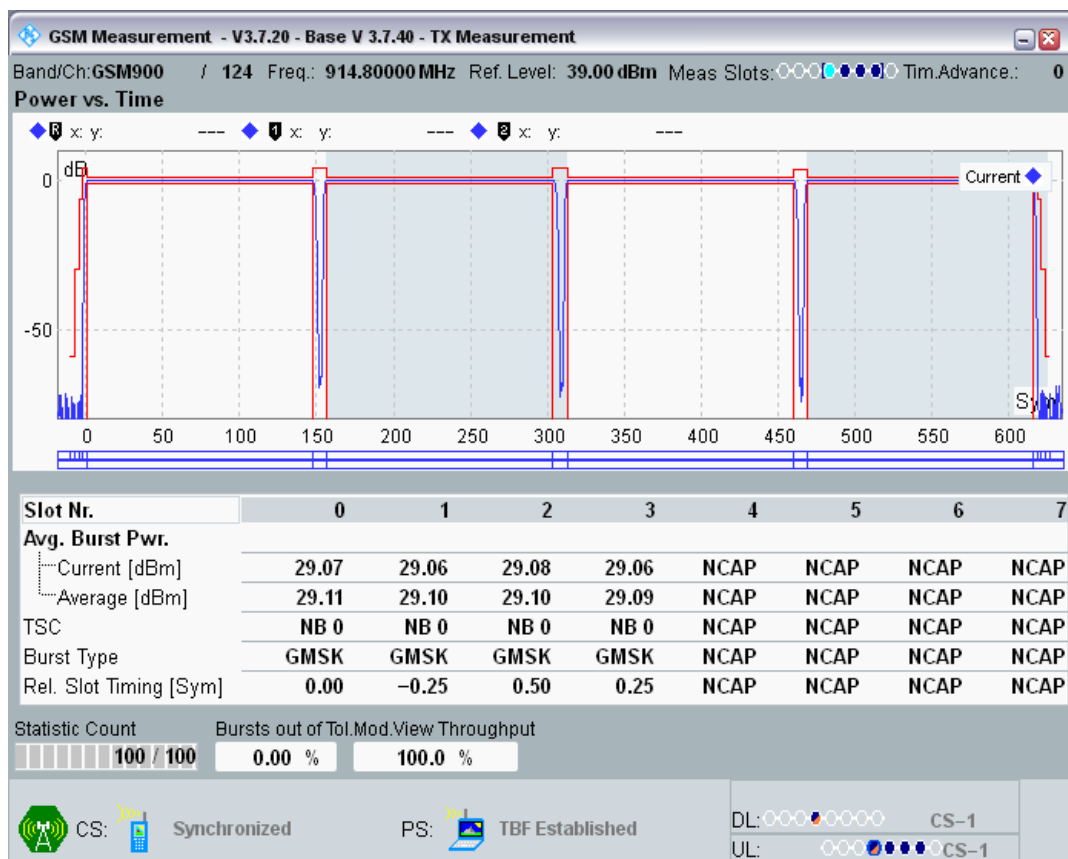 GSM Measurement - V3.7.20 - Base V 3.7.40 - TX Measurement
Band/Ch:GSM900 / 124 Freq.: 914.80000 MHz Ref. Level: 39.00 dBm Meas Slots: Tim.Advance.: 0
Power vs. Time
R x: y: --- 1 x: y: --- 2 x: y: ---
dB
Current
0
-50
Sym
0 50 100 150 200 250 300 350 400 450 500 550 600
Slot Nr. 0 1 2 3 4 5 6 7
Avg. Burst Pwr.
Current [dBm] 29.07 29.06 29.08 29.06 NCAP NCAP NCAP NCAP
Average [dBm] 29.11 29.10 29.10 29.09 NCAP NCAP NCAP NCAP
TSC NB 0 NB 0 NB 0 NB 0 NCAP NCAP NCAP NCAP
Burst Type GMSK GMSK GMSK GMSK NCAP NCAP NCAP NCAP
Rel. Slot Timing [Sym] 0.00 −0.25 0.50 0.25 NCAP NCAP NCAP NCAP
Statistic Count Bursts out of Tol.Mod.View Throughput
100 / 100 0.00 % 100.0 %
CS: Synchronized PS: TBF Established DL: CS−1
UL: CS−1